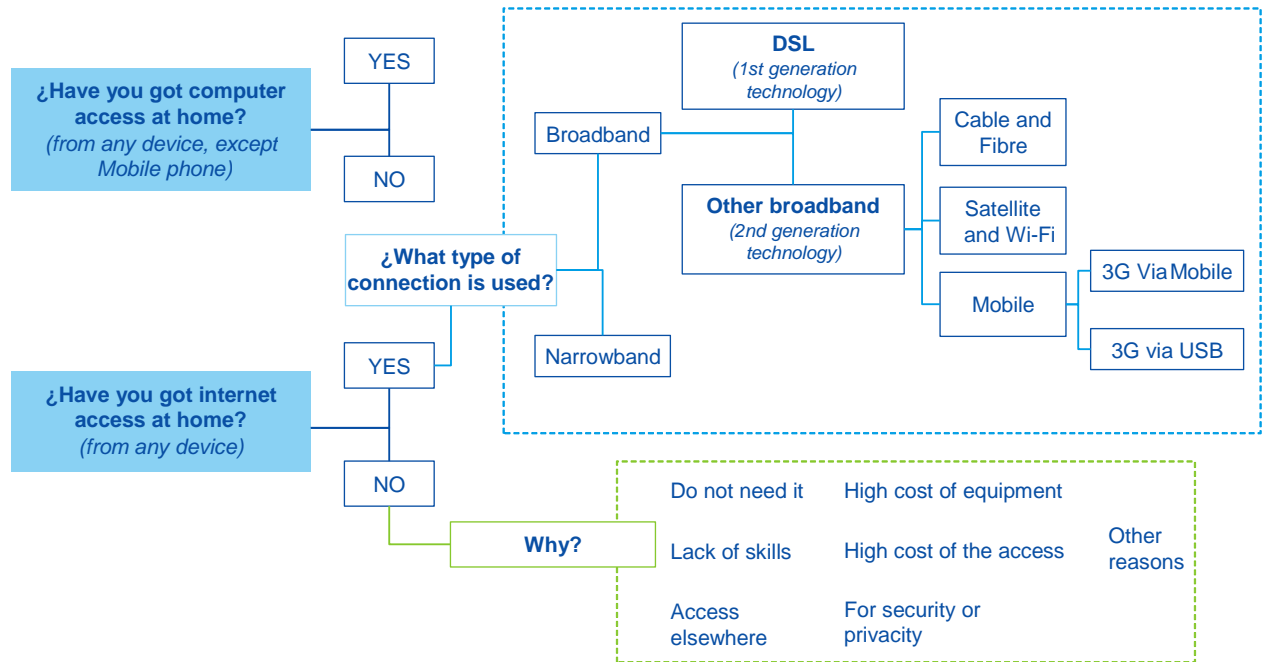 ¿Have you got computer
access at home?
(from any device, except
Mobile phone)
YES
NO
¿What type of
connection is used?
Broadband
Narrowband
DSL
(1st generation
technology)
Other broadband
(2nd generation
technology)
Cable and
Fibre
Satellite
and Wi-Fi
Mobile
3G Via Mobile
3G via USB
¿Have you got internet
access at home?
(from any device)
YES
NO
Why?
Do not need it
Lack of skills
Access
elsewhere
High cost of equipment
High cost of the access
For security or
privacity
Other
reasons